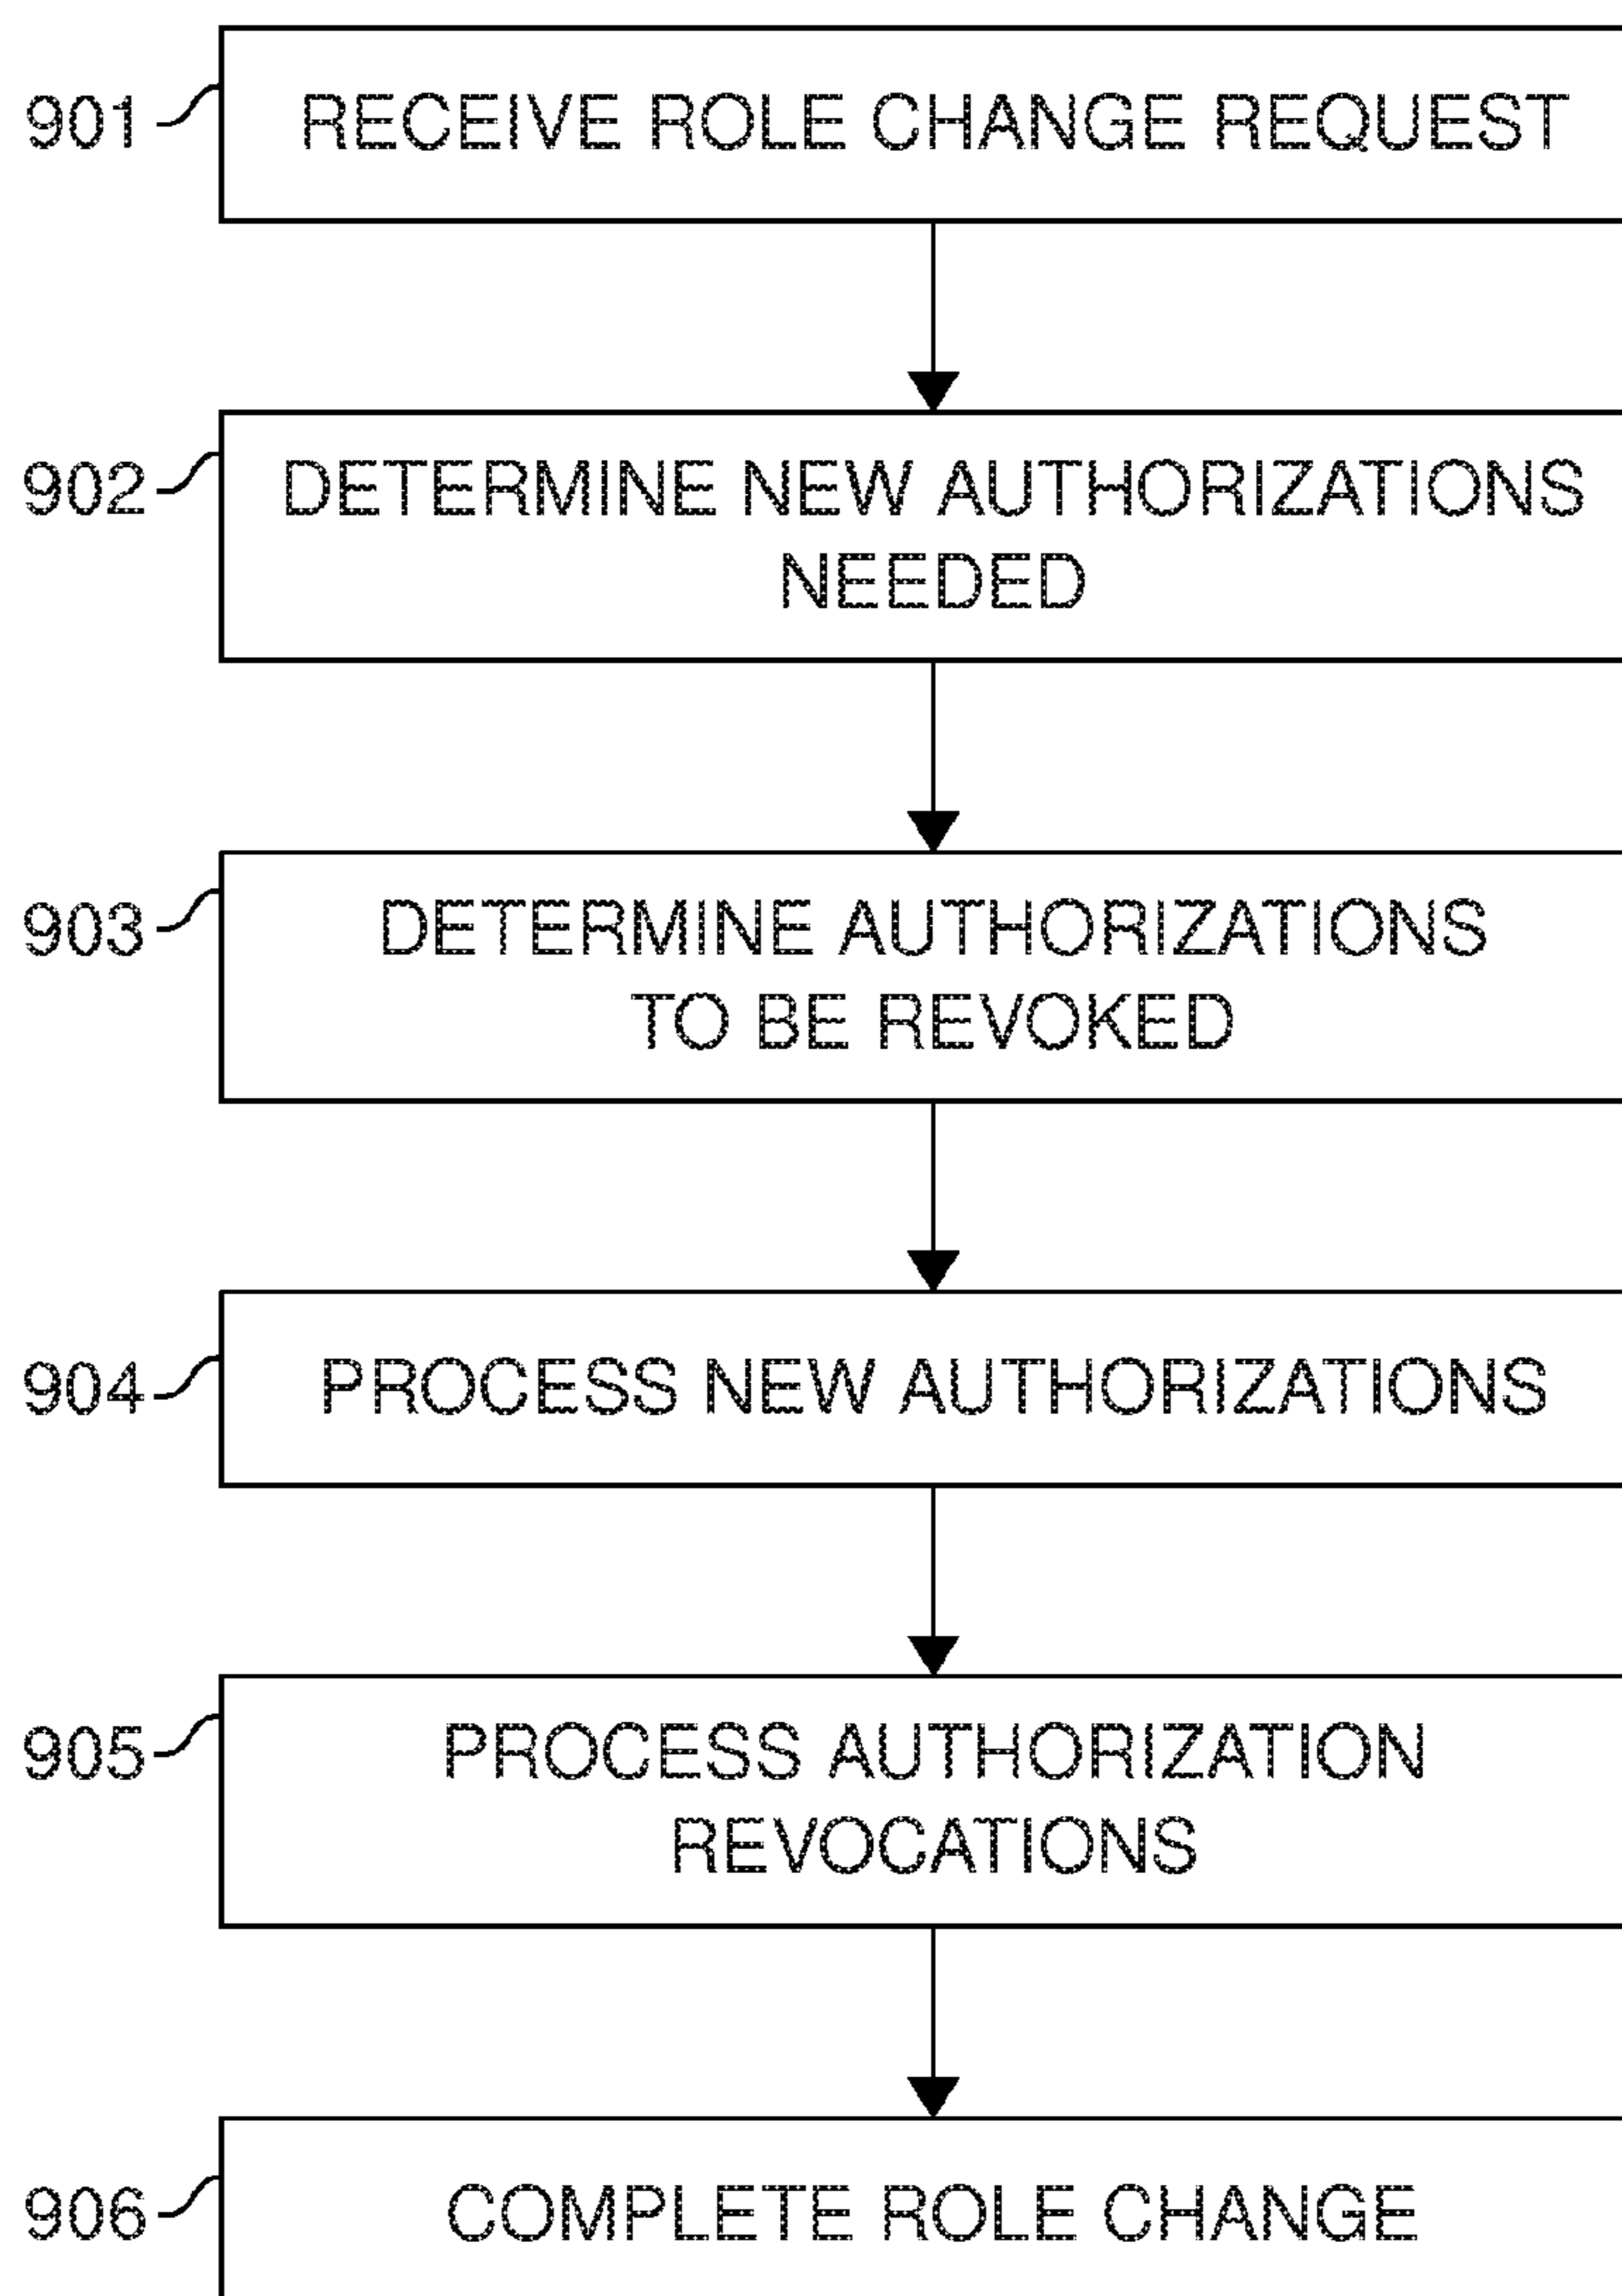 901
RECEIVE ROLE CHANGE REQUEST
902
DETERMINE NEW AUTHORIZATIONS
NEEDED
903
DETERMINE AUTHORIZATIONS
TO BE REVOKED
904
PROCESS NEW AUTHORIZATIONS
905
PROCESS AUTHORIZATION
REVOCATIONS
906
COMPLETE ROLE CHANGE